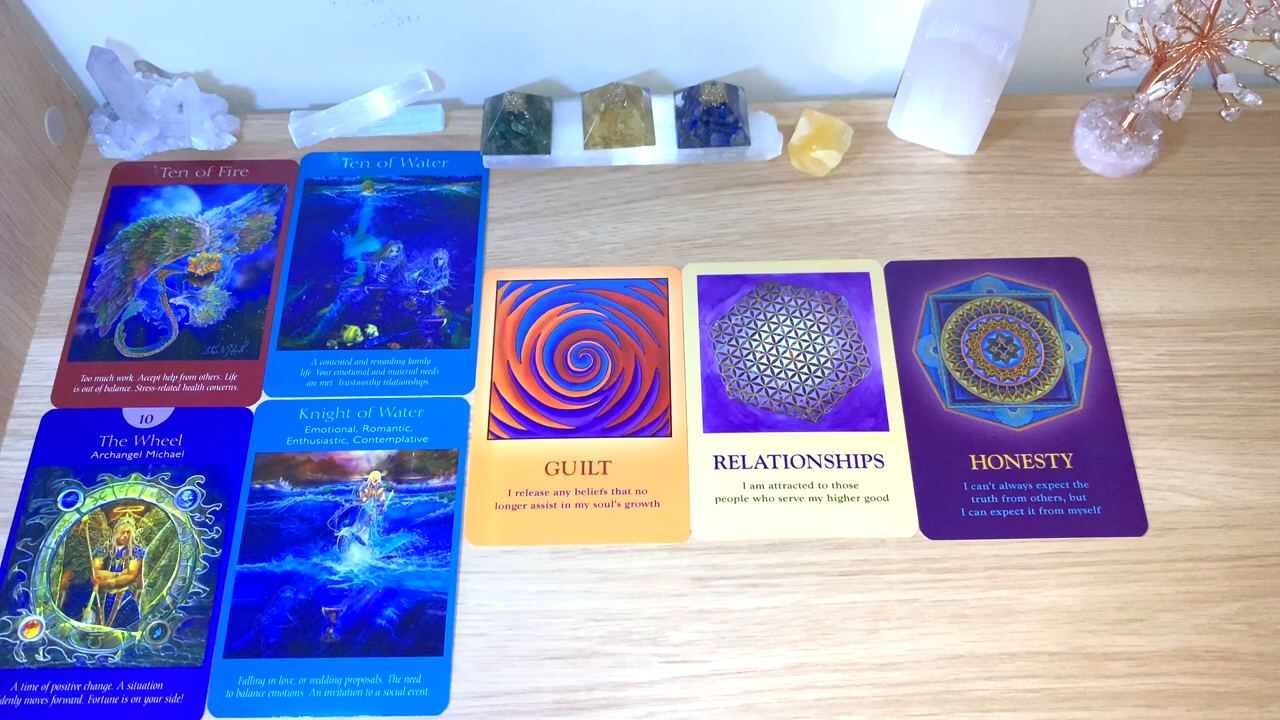 Ten of Fire
Too much work. Accept help from others. Life
is out of balance. Stress-related health concerns.
Ten of Water
A contented and rewarding family
life. Your emotional and material needs
are met. Trustworthy relationships
10
The Wheel
Archangel Michael
A time of positive change. A situation
denly moves forward. Fortune is on your side!
Knight of Water
Emotional, Romantic,
Enthusiastic, Contemplative
Falling in love, or wedding proposals. The need
to balance emotions. An invitation to a social event.
GUILT
I release any beliefs that no
longer assist in my soul's growth
RELATIONSHIPS
I am attracted to those
people who serve my higher good
HONESTY
I can't always expect the
truth from others, but
I can expect it from myself